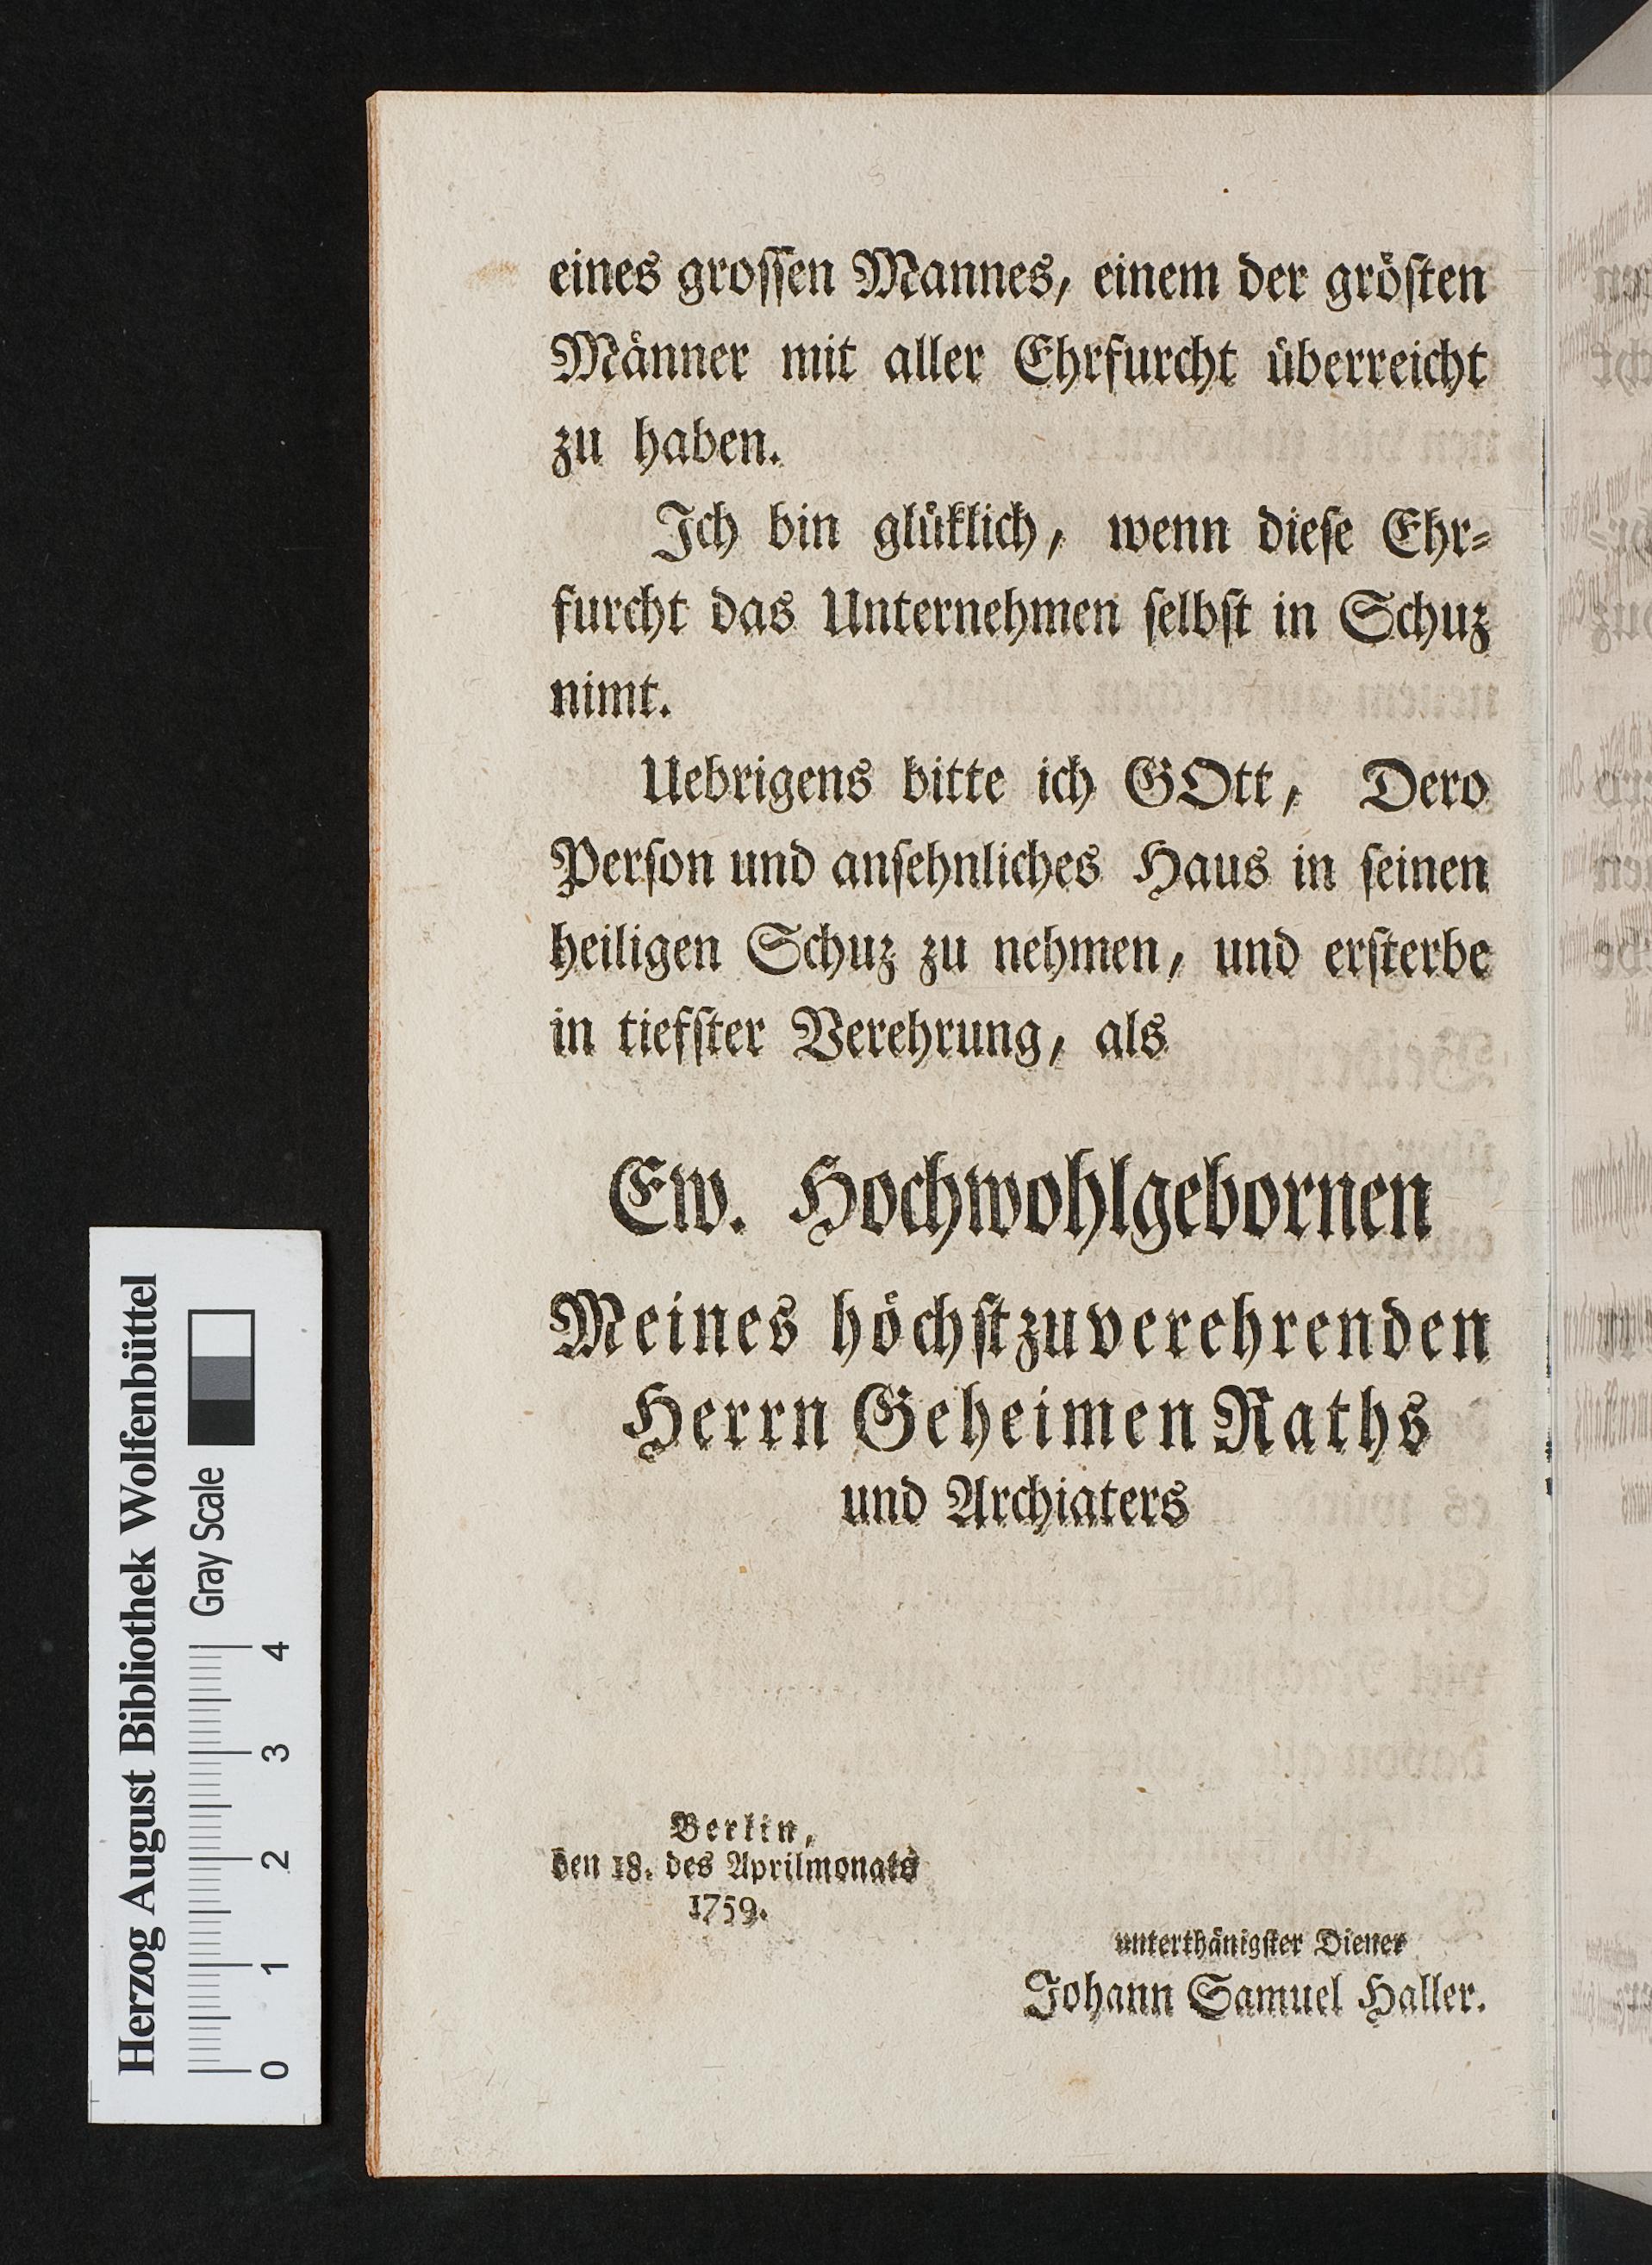 eines groſſen Mannes, einem der gröſten
Männer mit aller Ehrfurcht überreicht
zu haben.
Ich bin glüklich, wenn dieſe Ehr⸗
furcht das Unternehmen ſelbſt in Schuz
nimt.
Uebrigens bitte ich GOtt, Dero
Perſon und anſehnliches Haus in ſeinen
heiligen Schuz zu nehmen, und erſterbe
in tiefſter Verehrung, als
Ew. Hochwohlgebornen
Meines höchſtzuverehrenden
Herrn Geheimen Raths
und Archiaters
Berlin,
den 18. des Aprilmonats
1759.
unterthänigſter Diener
Johann Samuel Haller.
Herzog August Bibliothek Wolfenbüttel
Gray Scale
0 1 2 3 4